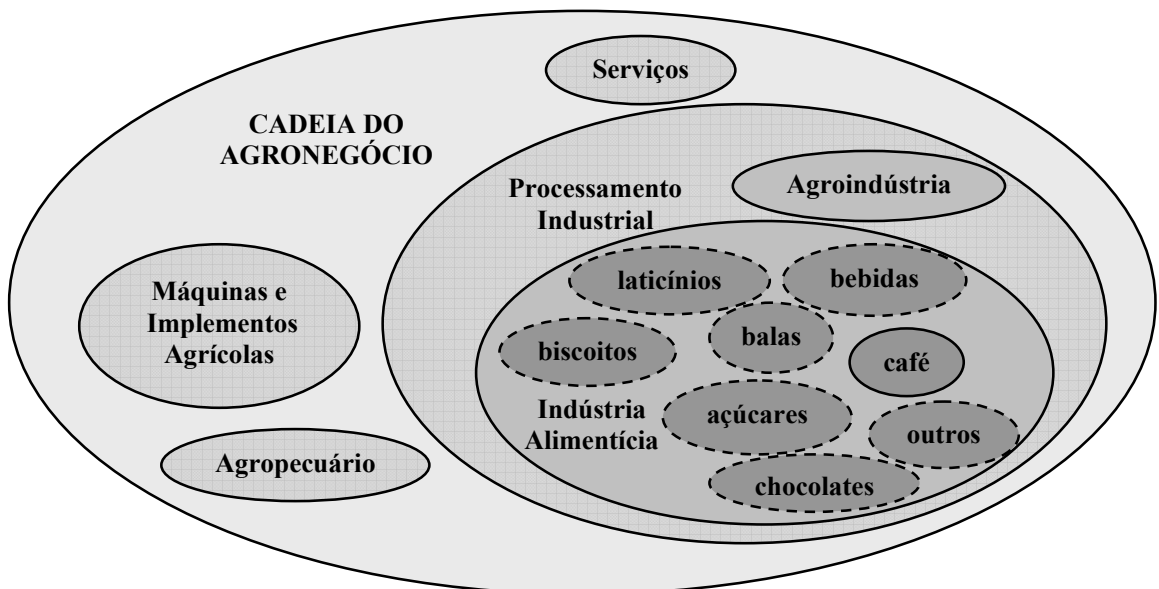 Serviços
CADEIA DO
AGRONEGÓCIO
Agroindústria
Processamento
Industrial
laticínios
bebidas
Máquinas e
Implementos
Agrícolas
balas
biscoitos
café
Indústria
Alimentícia
açúcares
outros
Agropecuário
chocolates